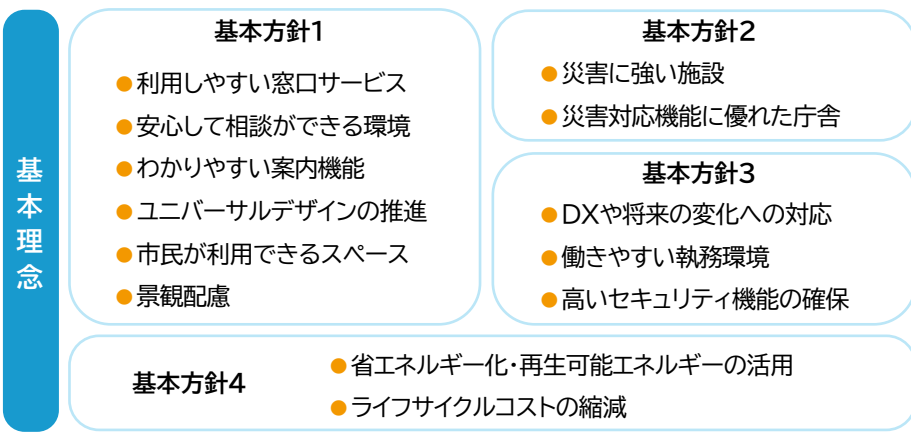 基本理念
基本方針1
●利用しやすい窓口サービス
●安心して相談ができる環境
●わかりやすい案内機能
●ユニバーサルデザインの推進
●市民が利用できるスペース
●景観配慮
基本方針2
●災害に強い施設
●災害対応機能に優れた庁舎
基本方針3
●DXや将来の変化への対応
●働きやすい執務環境
●高いセキュリティ機能の確保
基本方針4
●省エネルギー化・再生可能エネルギーの活用
●ライフサイクルコストの縮減